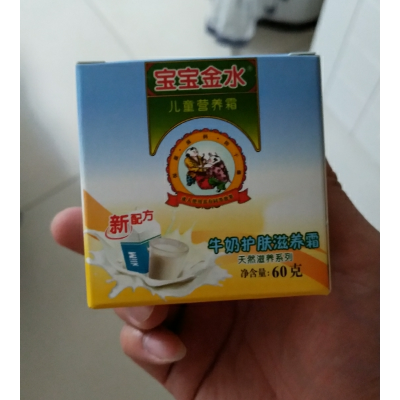 宝宝金水®
儿童营养霜
新配方
牛奶护肤滋养霜
天然滋养系列
净含量:60克